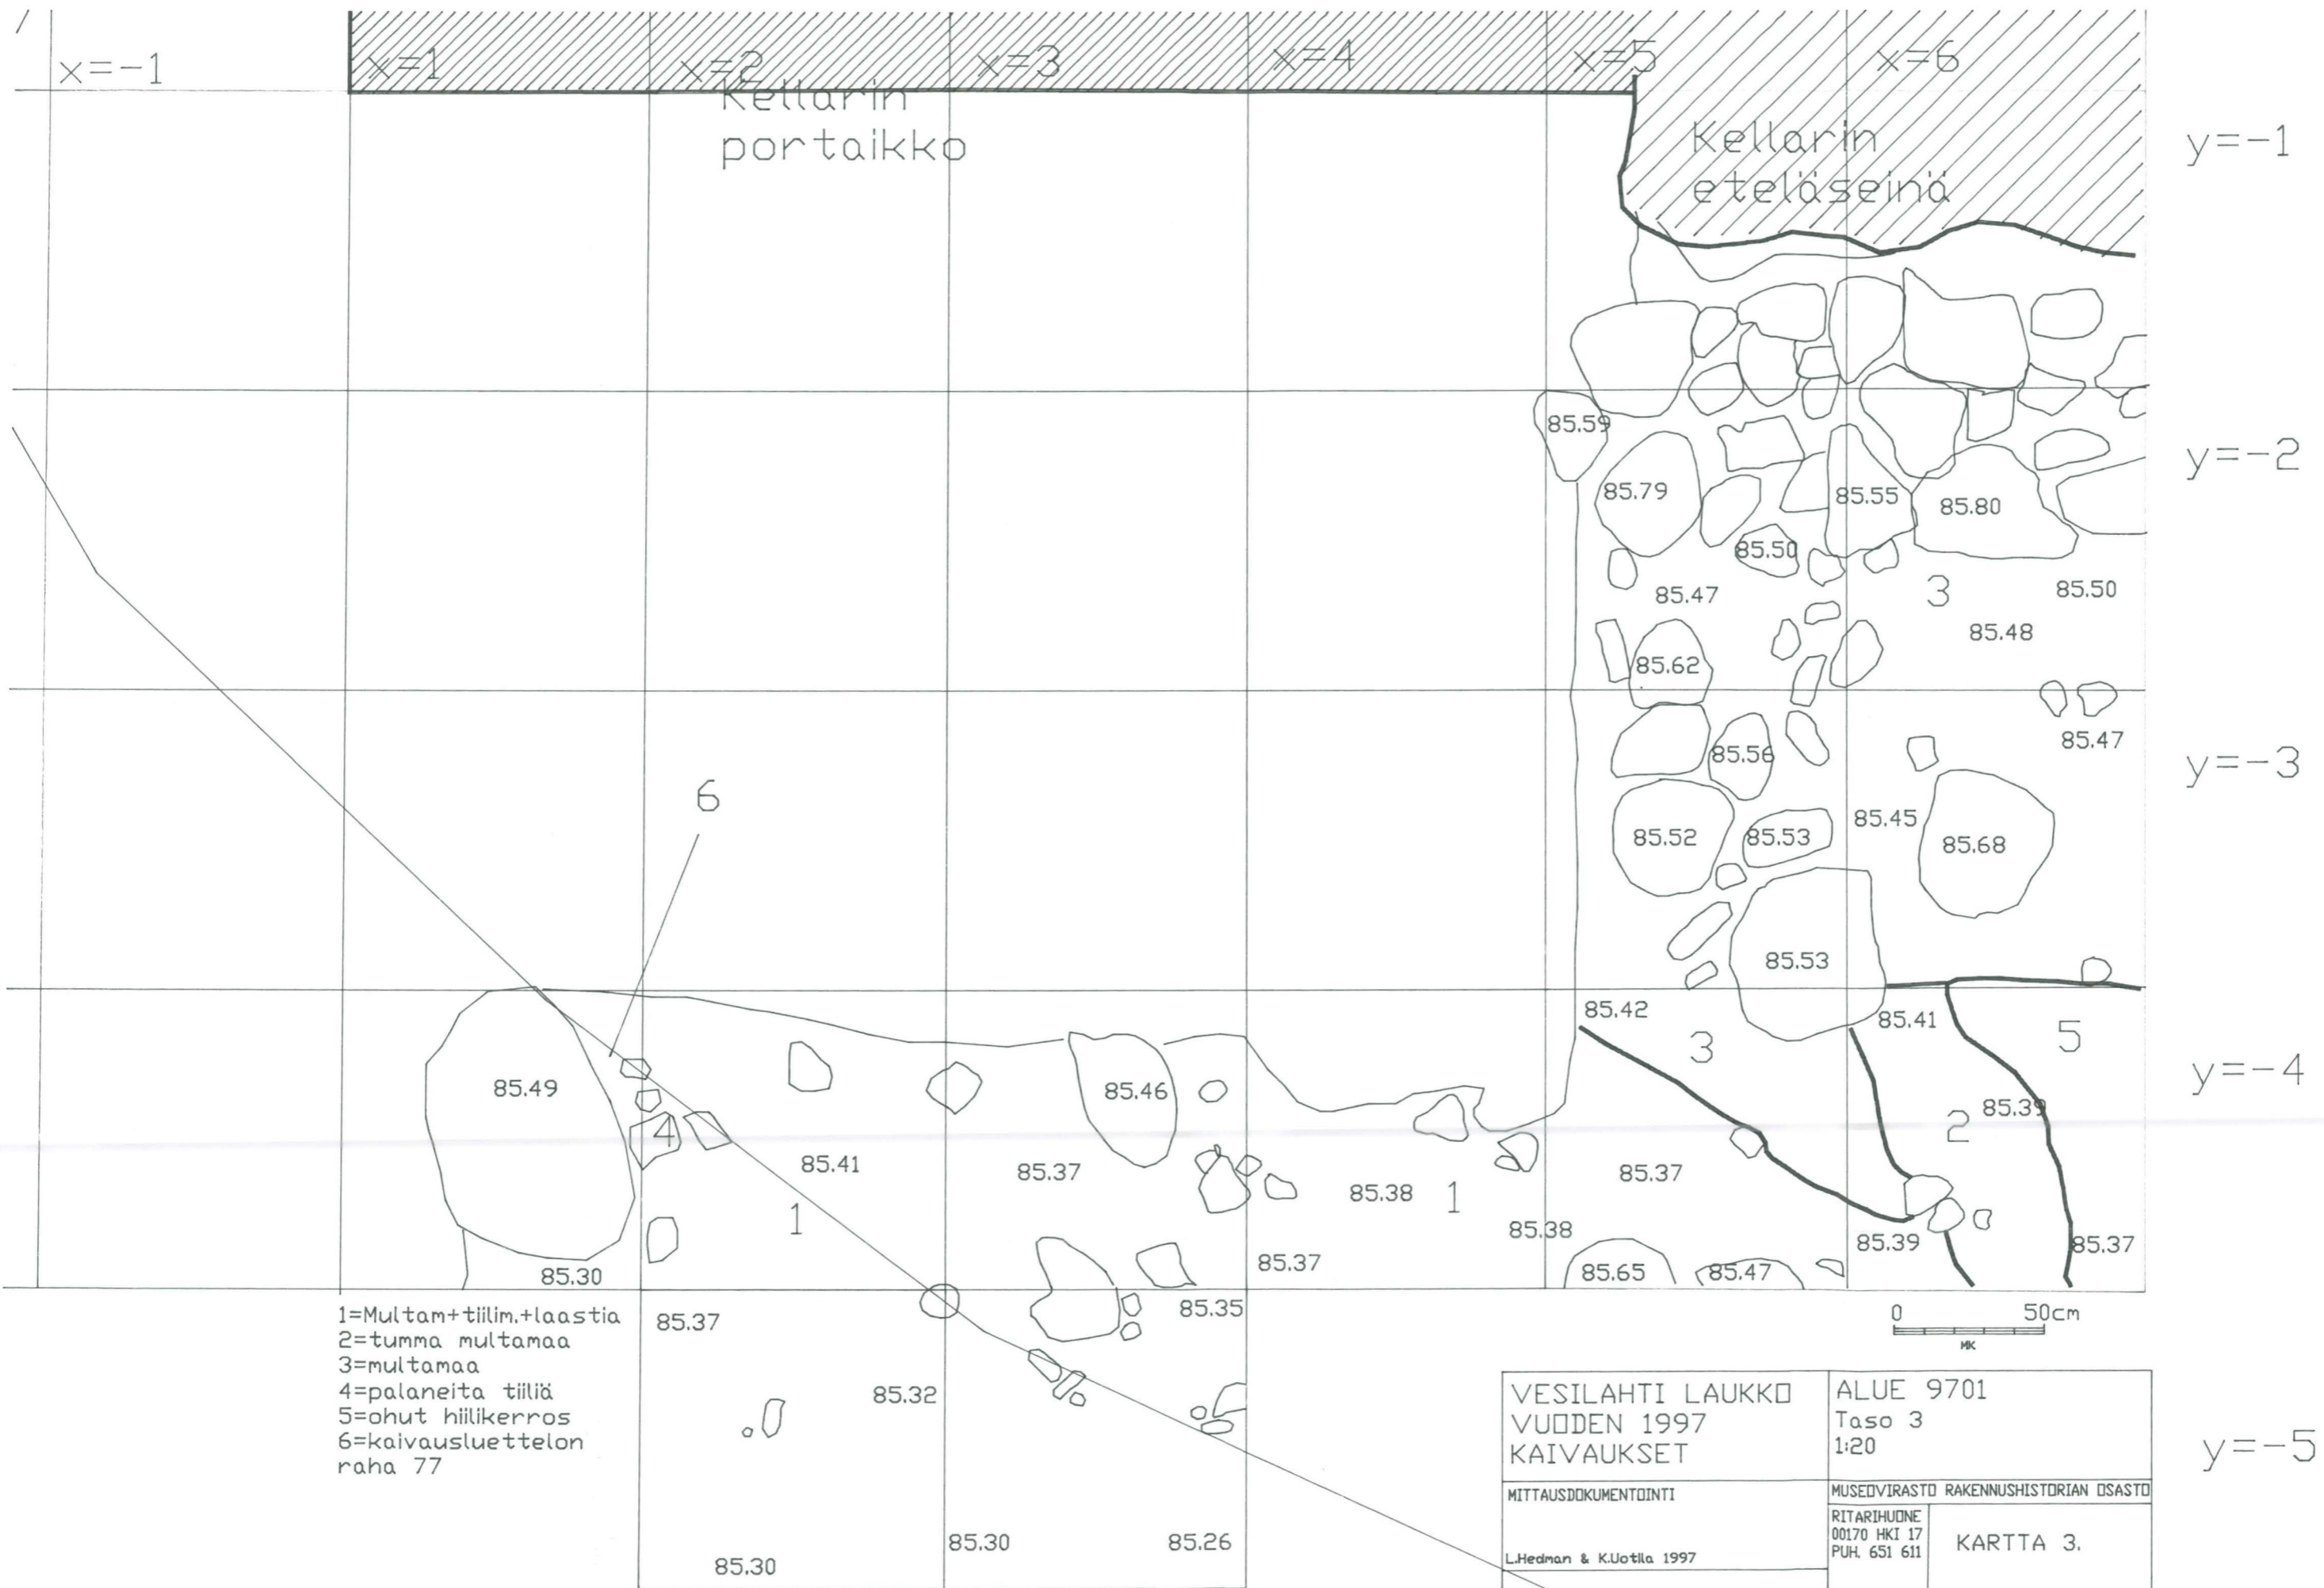 x=-1
x=1
x=2
x=3
x=4
x=5
x=6
Kellarin
portaikko
Kellarin
eteläseinä
y=-1
85.59
y=-2
85.79
85.55
85.80
85.50
85.47
3
85.50
85.48
85.62
85.47
85.56
y=-3
6
85.45
85.52
85.53
85.68
85.53
85.42
85.41
3
5
y=-4
85.49
85.46
85.39
2
4
85.41
85.37
85.38
1
85.37
1
85.38
85.39
85.37
85.30
85.37
85.65
85.47
1=Multam+tiilim.+laastia
2=tumma multamaa
3=multamaa
4=palaneita tiiliä
5=ohut hiilikerros
6=kaivausluettelon
raha 77
85.37
85.35
0 50cm
MK
85.32
85.30
85.30
85.26
VESILAHTI LAUKKO
VUODEN 1997
KAIVAUKSET
ALUE 9701
Taso 3
1:20
y=-5
MITTAUSDOKUMENTOINTI
L.Hedman & K.Uotila 1997
MUSEOVIRASTO RAKENNUSHISTORIAN OSASTO
RITARIHUONE
00170 HKI 17
PUH. 651 611
KARTTA 3.